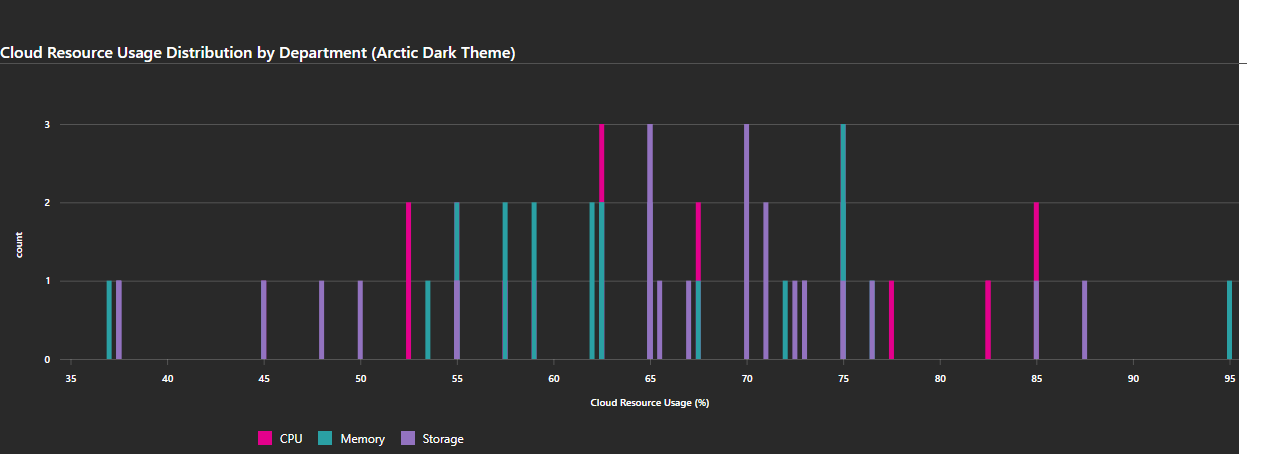 Cloud Resource Usage Distribution by Department (Arctic Dark Theme)
3
2
1
0
count
35 40 45 50 55 60 65 70 75 80 85 90 95
Cloud Resource Usage (%)
CPU Memory Storage